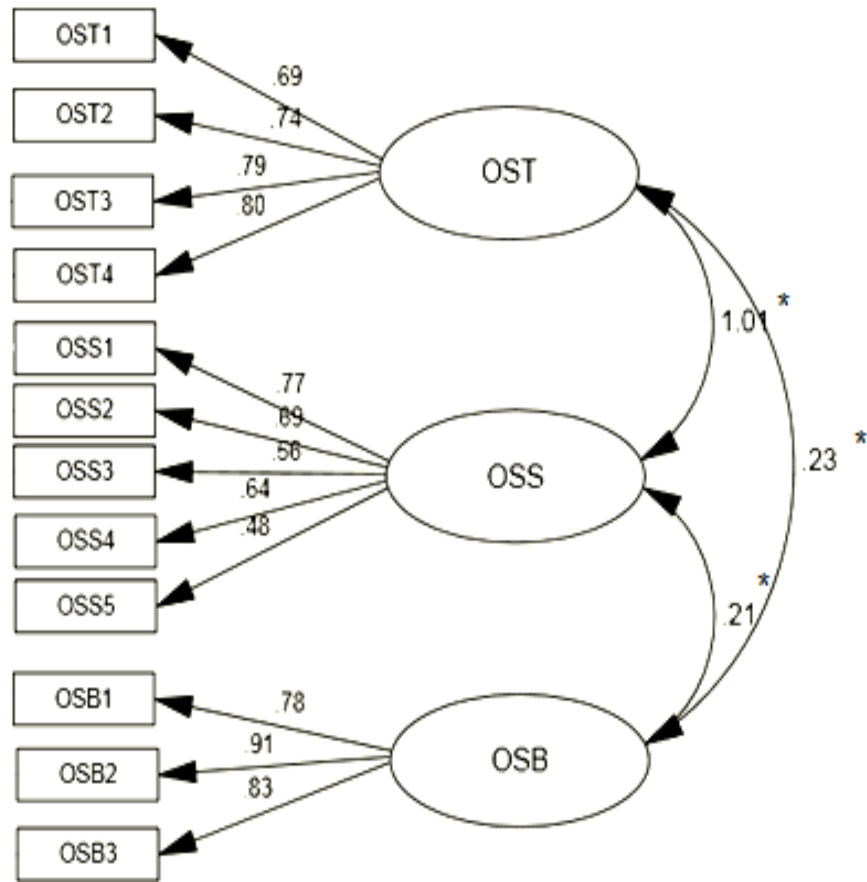 OST1
.69
OST2
.74
OST
.79
OST3
.80
OST4
1.01 *
OSS1
.77
OSS2
.69
.56
OSS3
OSS
.23 *
.64
OSS4
.48
OSS5
.21 *
OSB1
.78
.91
OSB2
OSB
.83
OSB3